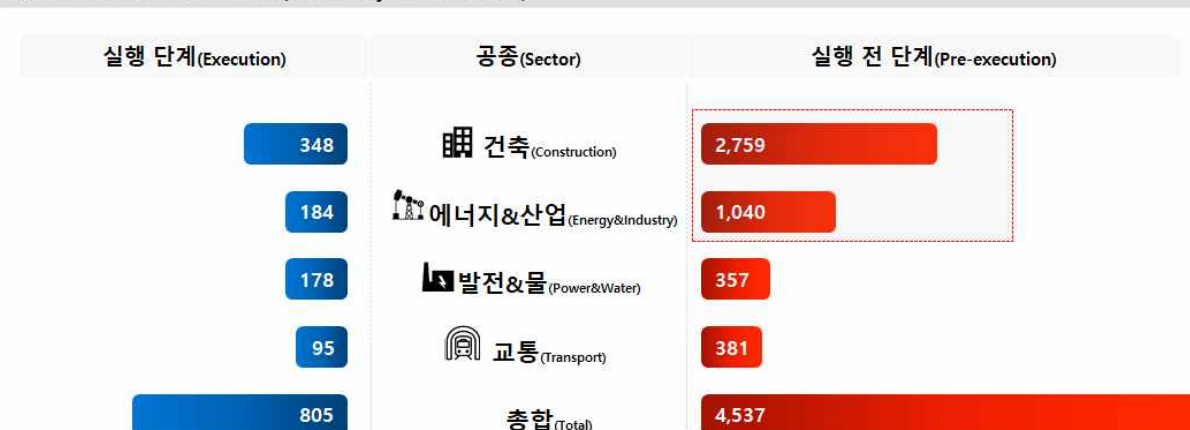 실행 단계(Execution) 공종(Sector) 실행 전 단계(Pre-execution)
348 건축(Construction) 2,759
184 에너지&산업(Energy&Industry) 1,040
178 발전&물(Power&Water) 357
95 교통(Transport) 381
805 총합(Total) 4,537